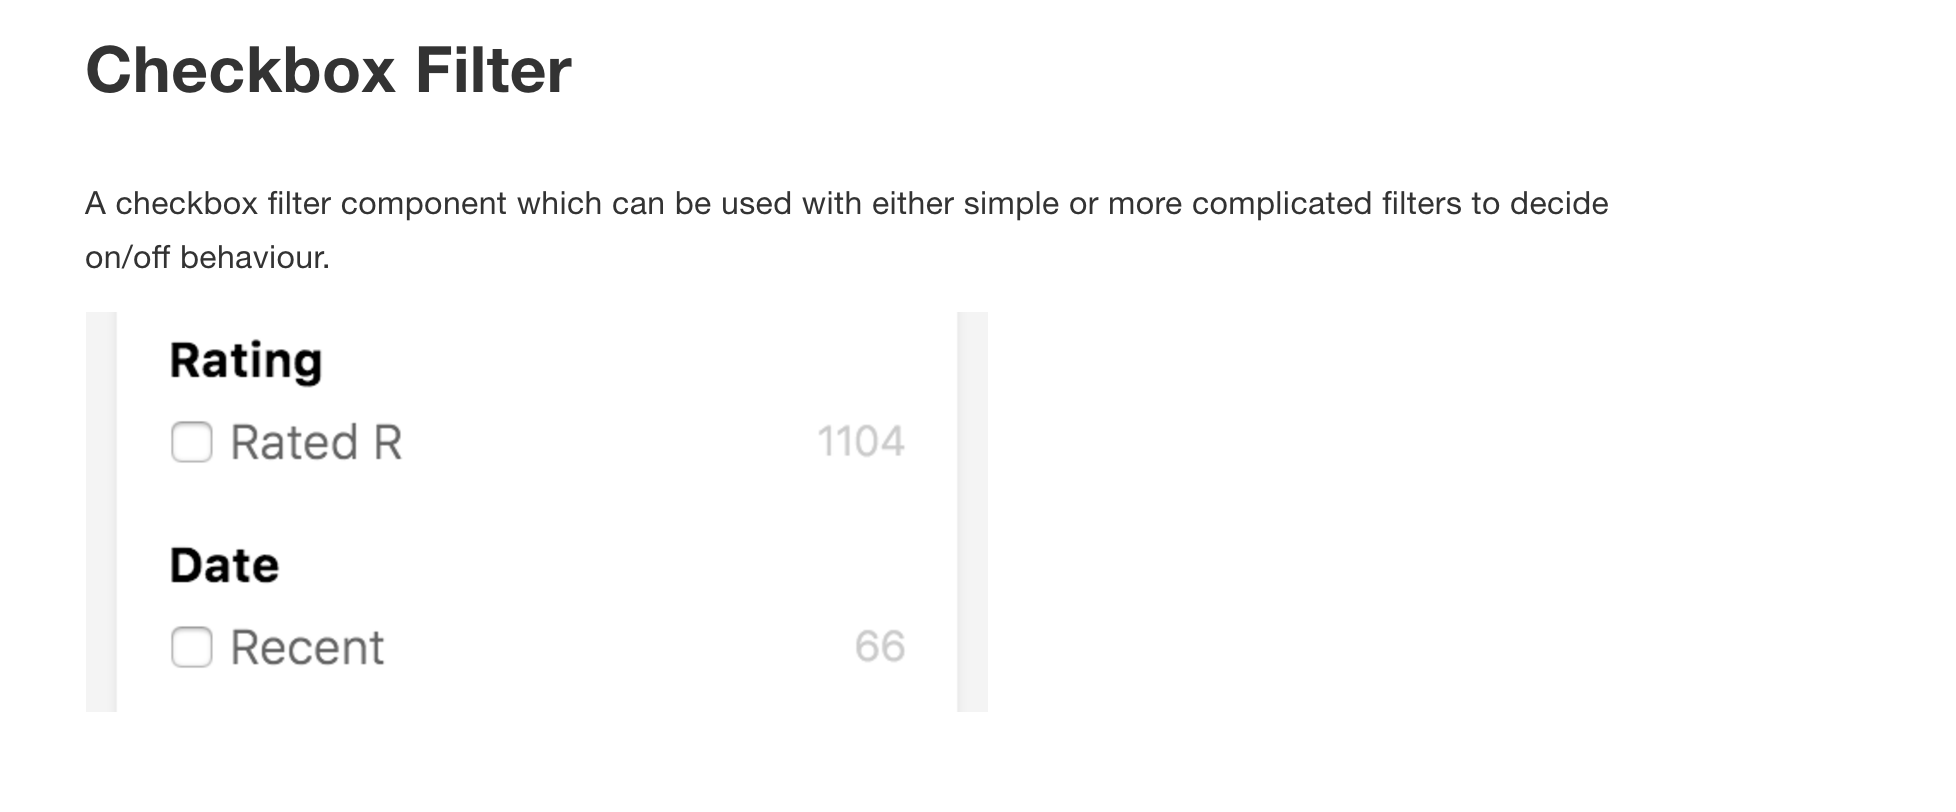 Checkbox Filter
A checkbox filter component which can be used with either simple or more complicated filters to decide
on/off behaviour.
Rating
Rated R 1104
Date
Recent 66